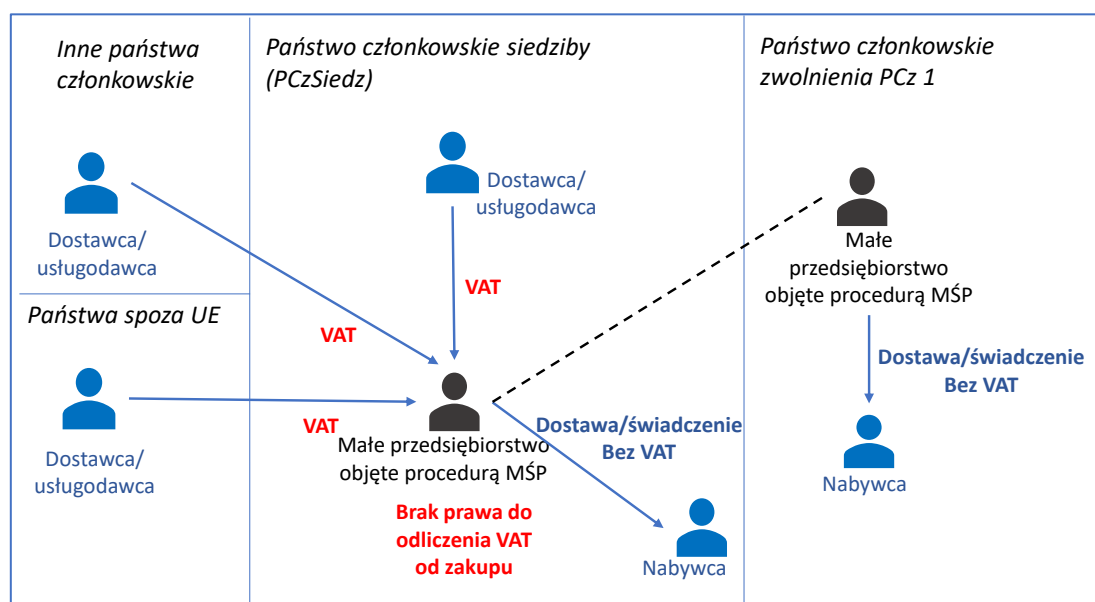 Inne państwa
członkowskie
Dostawca/
usługodawca
Państwa spoza UE
Dostawca/
usługodawca
Państwo członkowskie siedziby
(PCzSiedz)
Dostawca/
usługodawca
VAT
VAT
VAT
Małe przedsiębiorstwo
objęte procedurą MŚP
Brak prawa do
odliczenia VAT
od zakupu
Dostawa/świadczenie
Bez VAT
Nabywca
Państwo członkowskie
zwolnienia PCz 1
Małe
przedsiębiorstwo
objęte procedurą MŚP
Dostawa/świadczenie
Bez VAT
Nabywca